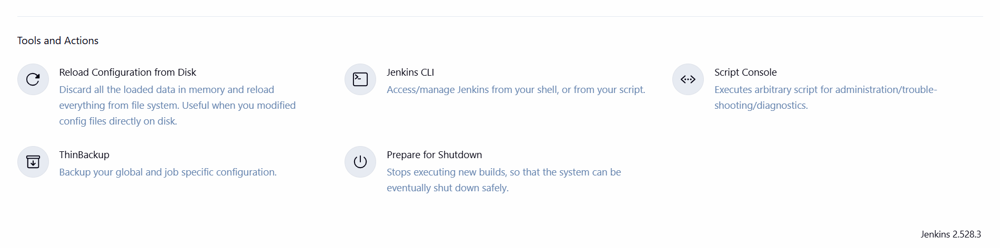 Tools and Actions
Reload Configuration from Disk
Discard all the loaded data in memory and reload
everything from file system. Useful when you modified
config files directly on disk.
Jenkins CLI
Access/manage Jenkins from your shell, or from your script.
Script Console
Executes arbitrary script for administration/trouble-
shooting/diagnostics.
ThinBackup
Backup your global and job specific configuration.
Prepare for Shutdown
Stops executing new builds, so that the system can be
eventually shut down safely.
Jenkins 2.528.3